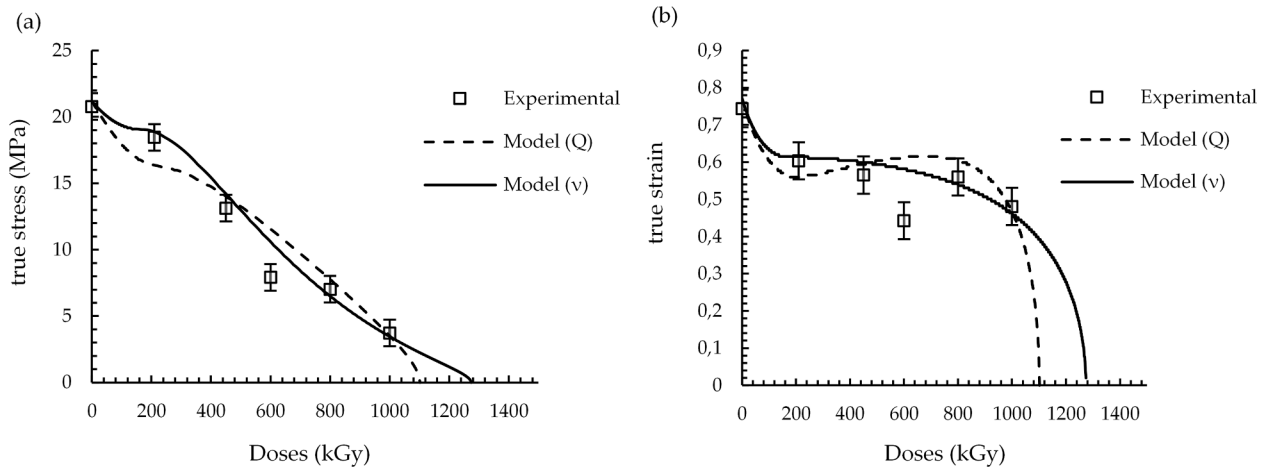 (a)
25
20
15
10
5
0
true stress (MPa)
0 200 400 600 800 1000 1200 1400
Doses (kGy)
Experimental
Model (Q)
Model (ν)
(b)
0,9
0,8
0,7
0,6
0,5
0,4
0,3
0,2
0,1
0
true strain
0 200 400 600 800 1000 1200 1400
Doses (kGy)
Experimental
Model (Q)
Model (ν)